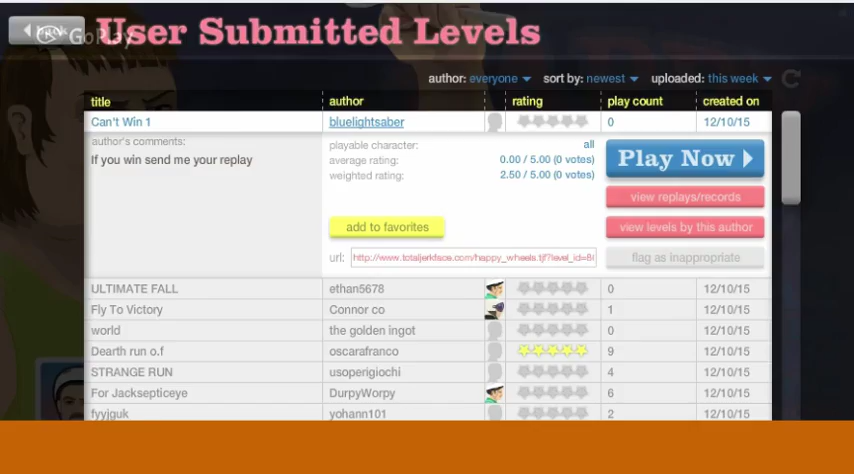 back
GoPlay
User Submitted Levels
author: everyone sort by: newest uploaded: this week
title author rating play count created on
Can't Win 1 bluelightsaber 0 12/10/15
author's comments:
If you win send me your replay
playable character: all
average rating: 0.00 / 5.00 (0 votes)
weighted rating: 2.50 / 5.00 (0 votes)
Play Now
view replays/records
add to favorites
view levels by this author
url: http://www.totaljerkface.com/happy_wheels.tjf?level_id=8
flag as inappropriate
ULTIMATE FALL ethan5678 0 12/10/15
Fly To Victory Connor co 1 12/10/15
world the golden ingot 0 12/10/15
Dearth run o.f oscarafranco 9 12/10/15
STRANGE RUN usoperigiochi 4 12/10/15
For Jacksepticeye DurpyWorpy 6 12/10/15
fyyjguk yohann101 2 12/10/15